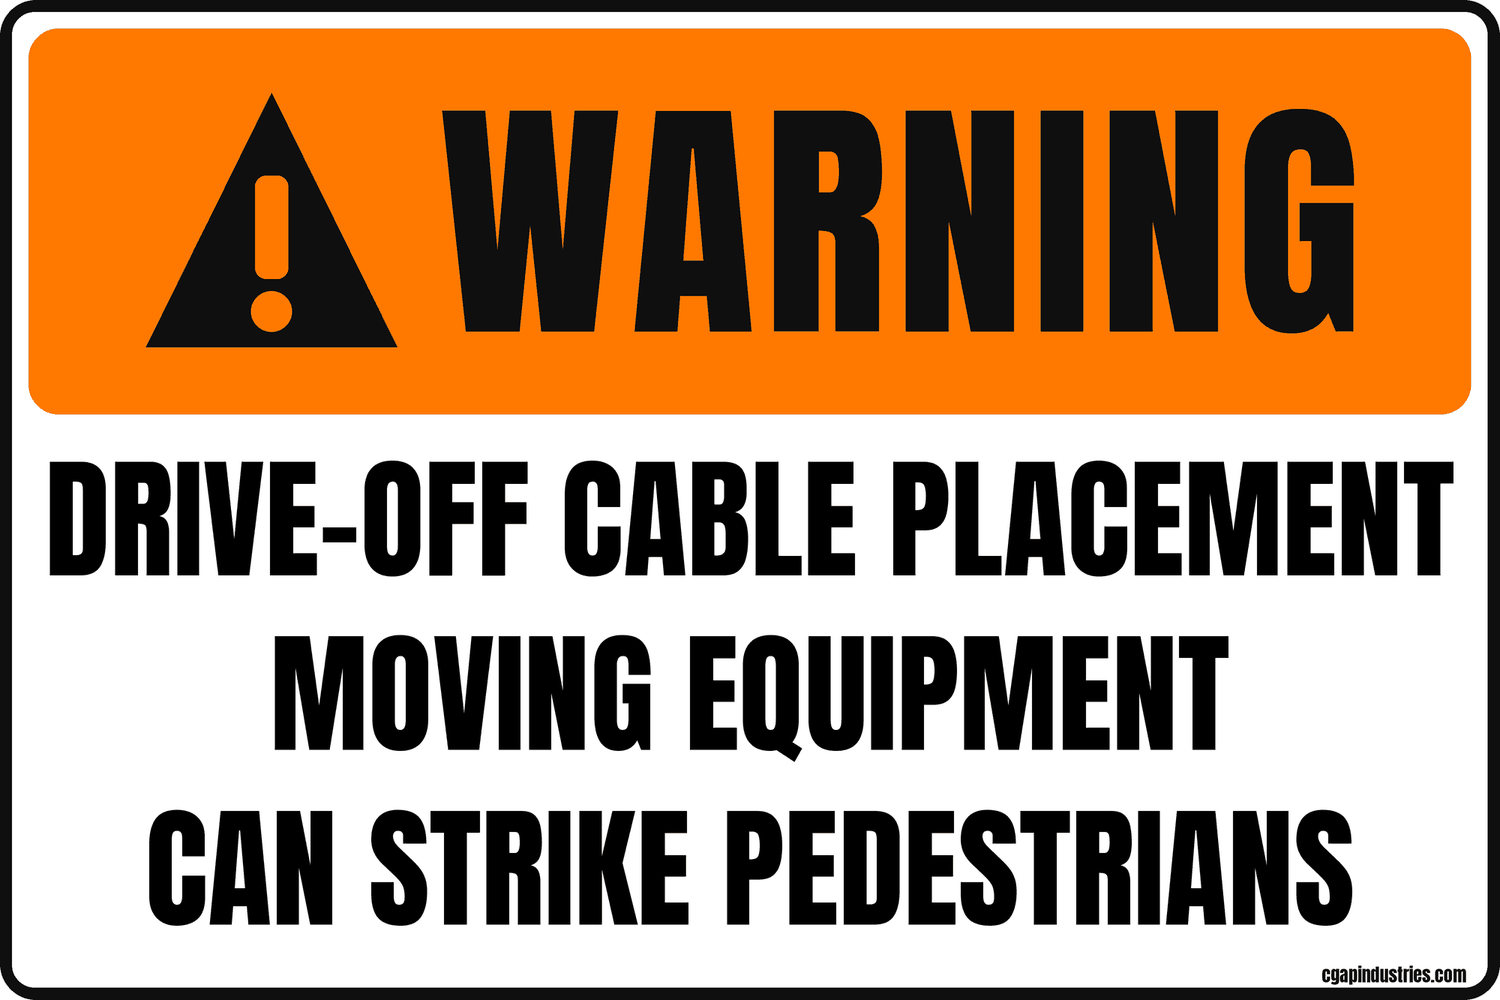 WARNING
DRIVE-OFF CABLE PLACEMENT
MOVING EQUIPMENT
CAN STRIKE PEDESTRIANS
cgapindustries.com